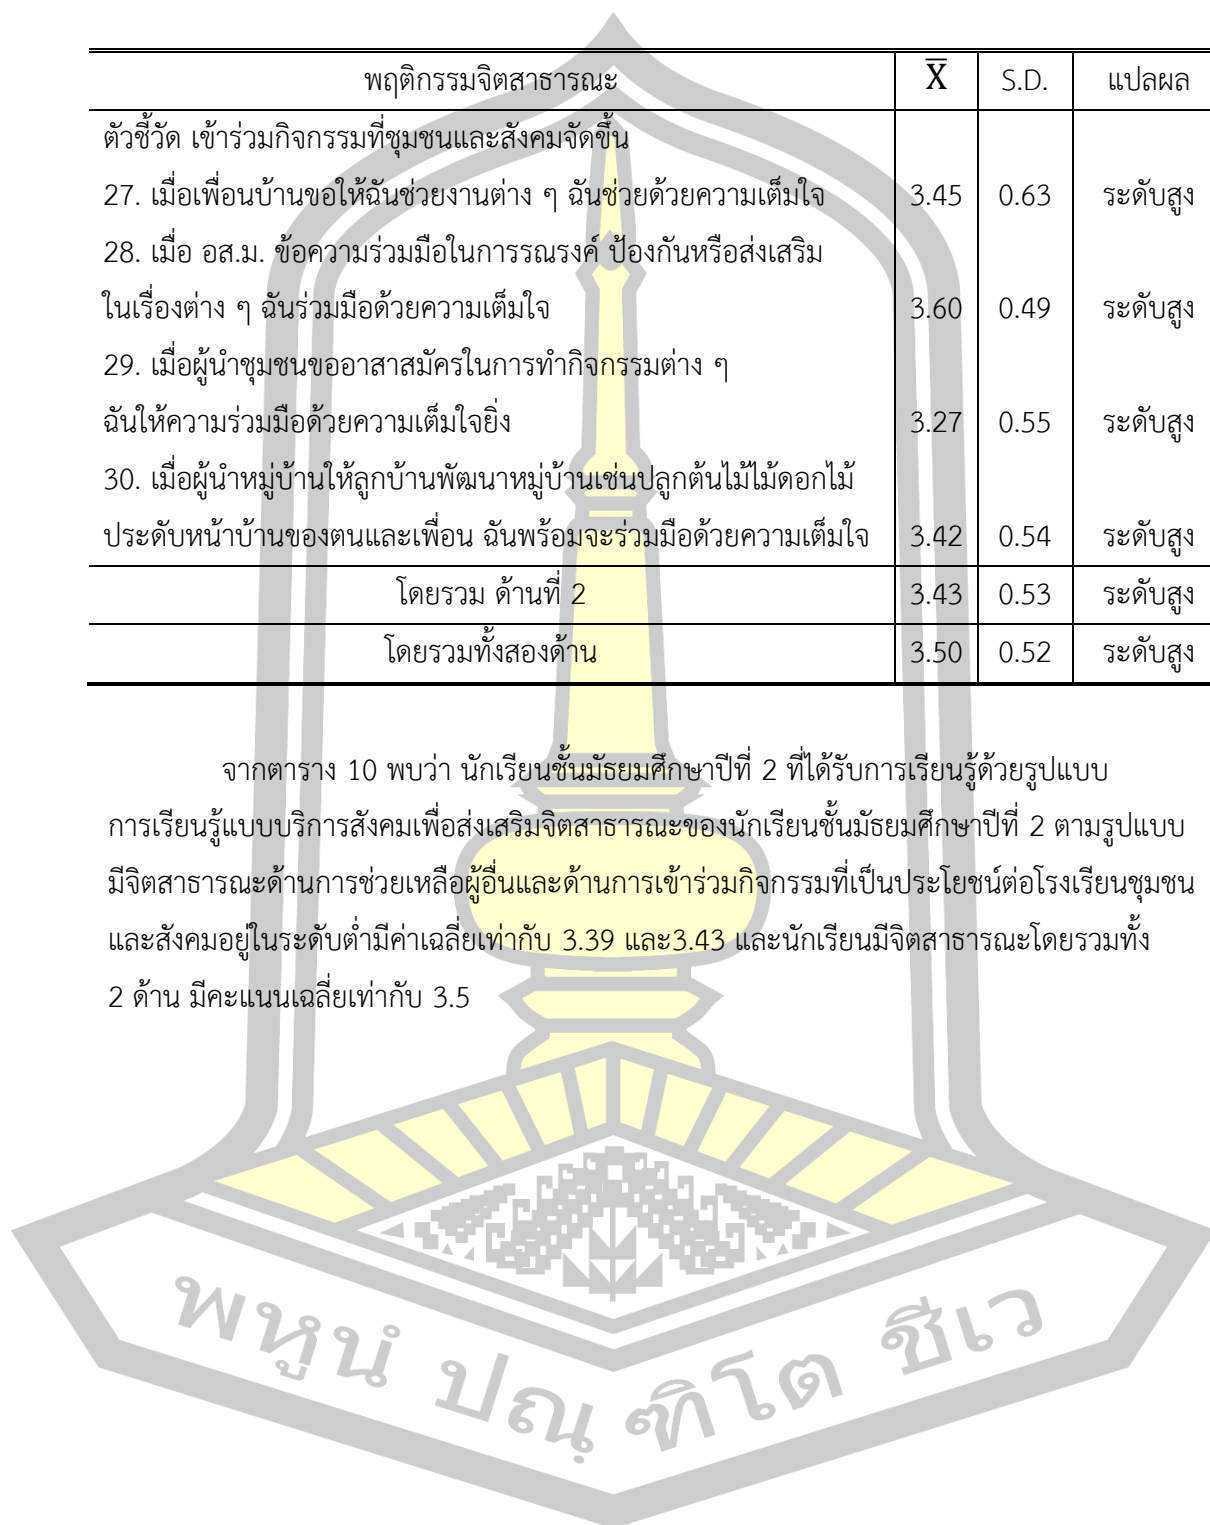 พฤติกรรมจิตสาธารณะ X̅ S.D. แปลผล
ตัวชี้วัด เข้าร่วมกิจกรรมที่ชุมชนและสังคมจัดขึ้น
27. เมื่อเพื่อนบ้านขอให้ฉันช่วยงานต่าง ๆ ฉันช่วยด้วยความเต็มใจ 3.45 0.63 ระดับสูง
28. เมื่อ อส.ม. ข้อความร่วมมือในการรณรงค์ ป้องกันหรือส่งเสริม
ในเรื่องต่าง ๆ ฉันร่วมมือด้วยความเต็มใจ 3.60 0.49 ระดับสูง
29. เมื่อผู้นำชุมชนขออาสาสมัครในการทำกิจกรรมต่าง ๆ
ฉันให้ความร่วมมือด้วยความเต็มใจยิ่ง 3.27 0.55 ระดับสูง
30. เมื่อผู้นำหมู่บ้านให้ลูกบ้านพัฒนาหมู่บ้านเช่นปลูกต้นไม้ไม้ดอกไม้
ประดับหน้าบ้านของตนและเพื่อน ฉันพร้อมจะร่วมมือด้วยความเต็มใจ 3.42 0.54 ระดับสูง
โดยรวม ด้านที่ 2 3.43 0.53 ระดับสูง
โดยรวมทั้งสองด้าน 3.50 0.52 ระดับสูง
จากตาราง 10 พบว่า นักเรียนชั้นมัธยมศึกษาปีที่ 2 ที่ได้รับการเรียนรู้ด้วยรูปแบบ
การเรียนรู้แบบบริการสังคมเพื่อส่งเสริมจิตสาธารณะของนักเรียนชั้นมัธยมศึกษาปีที่ 2 ตามรูปแบบ
มีจิตสาธารณะด้านการช่วยเหลือผู้อื่นและด้านการเข้าร่วมกิจกรรมที่เป็นประโยชน์ต่อโรงเรียนชุมชน
และสังคมอยู่ในระดับต่ำมีค่าเฉลี่ยเท่ากับ 3.39 และ3.43 และนักเรียนมีจิตสาธารณะโดยรวมทั้ง
2 ด้าน มีคะแนนเฉลี่ยเท่ากับ 3.5
พหูนํ ปณฺฑิโต ชีเว